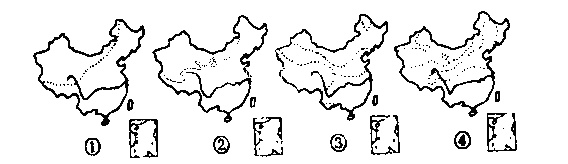 ① ② ③ ④